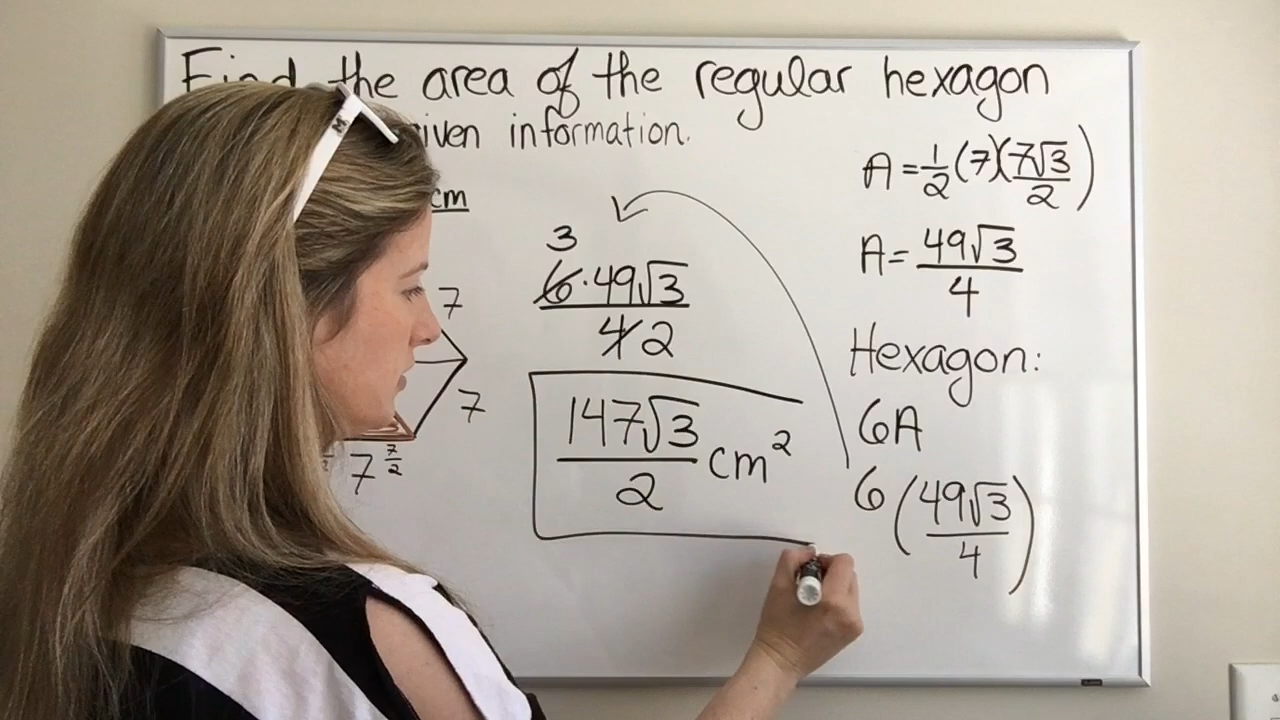 Find the area of the regular hexagon
given information.
cm
7
7
7 7/2
3
6·49√3
4 2
147√3/2 cm²
A = 1/2 (7)(7√3/2)
A = 49√3/4
Hexagon:
6A
6(49√3/4)
M